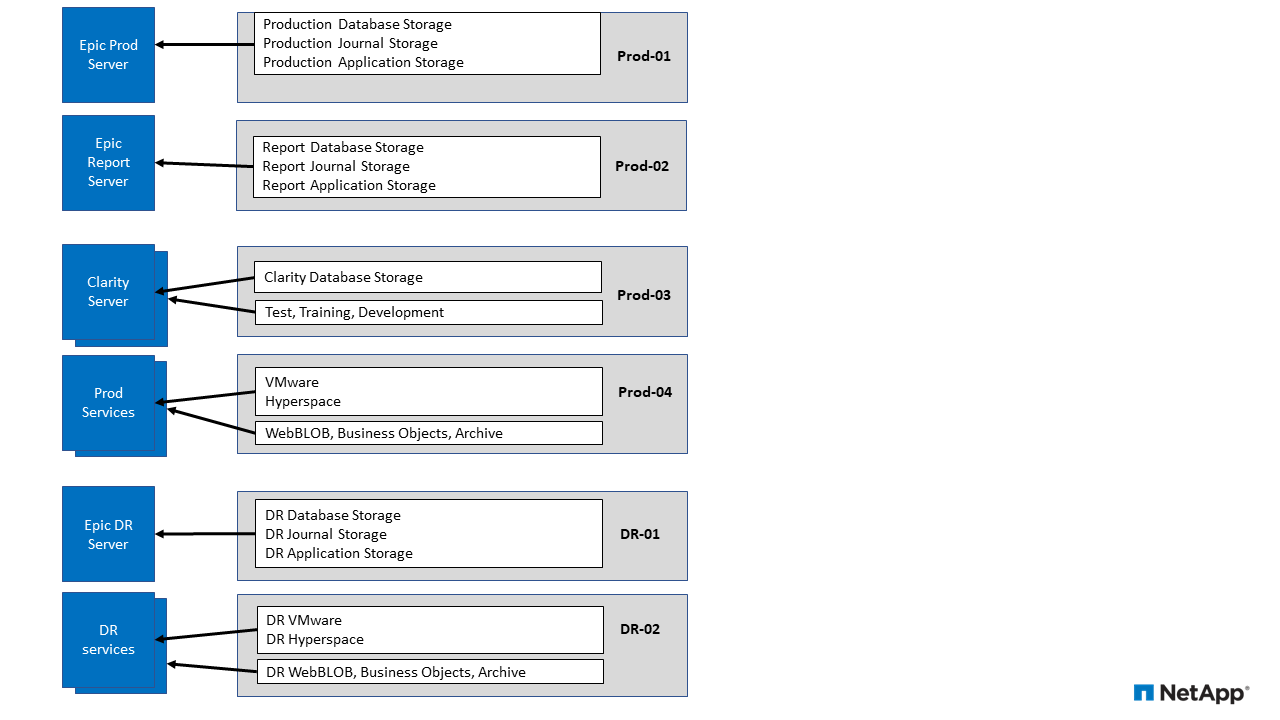 Epic Prod
Server
Production Database Storage
Production Journal Storage
Production Application Storage
Prod-01
Epic
Report
Server
Report Database Storage
Report Journal Storage
Report Application Storage
Prod-02
Clarity
Server
Clarity Database Storage
Test, Training, Development
Prod-03
Prod
Services
VMware
Hyperspace
WebBLOB, Business Objects, Archive
Prod-04
Epic DR
Server
DR Database Storage
DR Journal Storage
DR Application Storage
DR-01
DR
services
DR VMware
DR Hyperspace
DR WebBLOB, Business Objects, Archive
DR-02
NetApp®